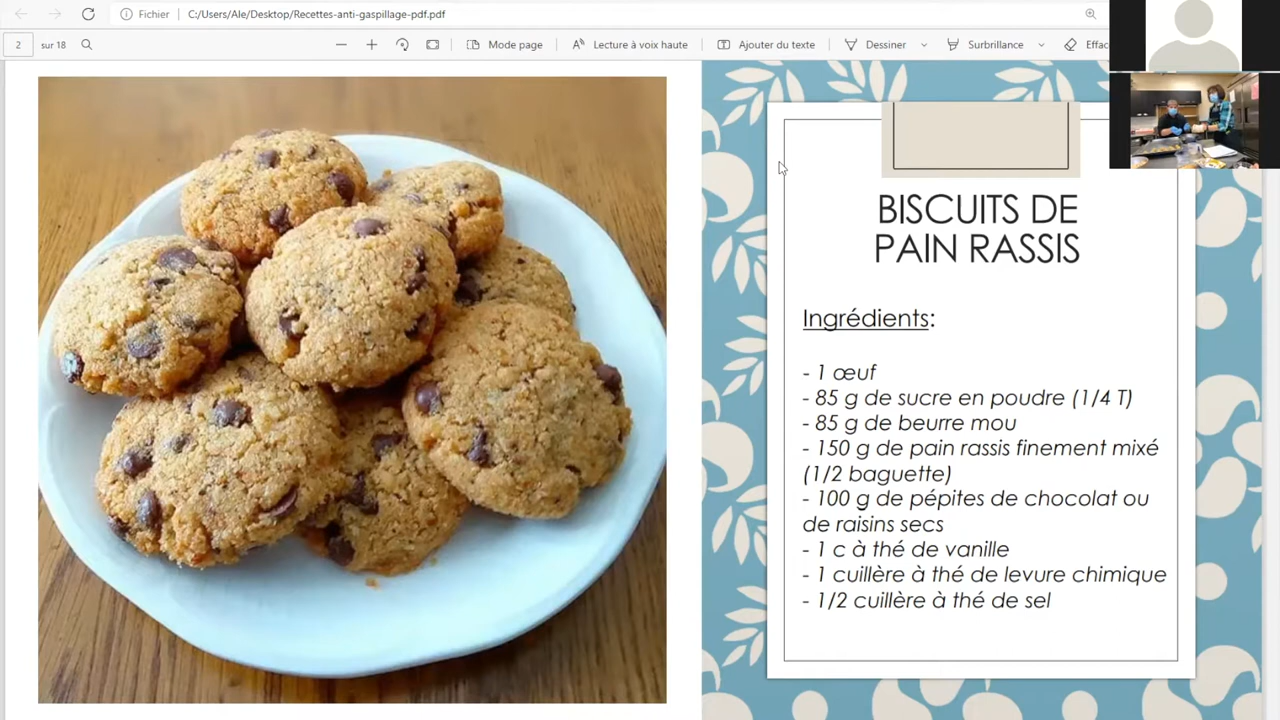 Fichier
C:/Users/Ale/Desktop/Recettes-anti-gaspillage-pdf.pdf
2 sur 18
Mode page
Lecture à voix haute
Ajouter du texte
Dessiner
Surbrillance
Effac
BISCUITS DE
PAIN RASSIS
Ingrédients:
- 1 œuf
- 85 g de sucre en poudre (1/4 T)
- 85 g de beurre mou
- 150 g de pain rassis finement mixé
(1/2 baguette)
- 100 g de pépites de chocolat ou
de raisins secs
- 1 c à thé de vanille
- 1 cuillère à thé de levure chimique
- 1/2 cuillère à thé de sel